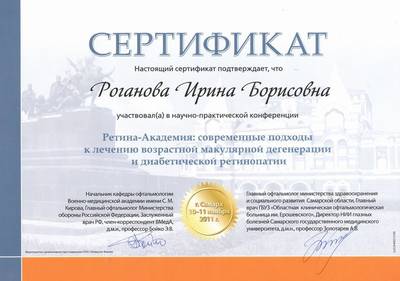 СЕРТИФИКАТ
Настоящий сертификат подтверждает, что
Роганова Ирина Борисовна
участвовал(а) в научно-практической конференции
Ретина-Академия: современные подходы
к лечению возрастной макулярной дегенерации
и диабетической ретинопатии
Начальник кафедры офтальмологии
Военно-медицинской академии имени С. М.
Кирова, Главный офтальмолог Министерства
обороны Российской Федерации, Заслуженный
врач РФ, член-корреспондент ВМедА,
д.м.н., профессор Бойко Э.В.
г. Самара
10–11 ноября
2011 г.
Главный офтальмолог министерства здравоохранения
и социального развития Самарской области, Главный
врач ГБУЗ «Областная клиническая офтальмологическая
больница им. Ерошевского», Директор НИИ глазных
болезней Самарского государственного медицинского
университета, д.м.н., профессор Золотарев А.В.